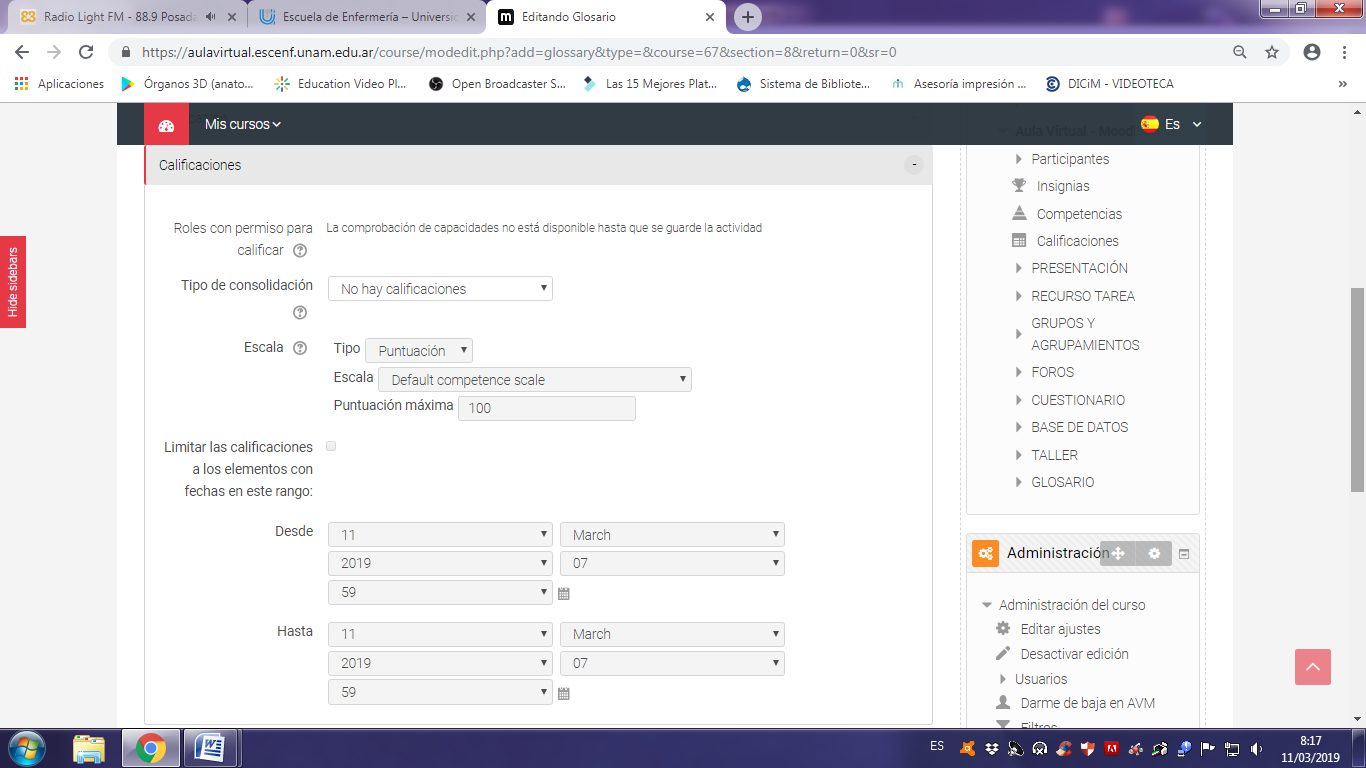 Radio Light FM - 88.9 Posada
Escuela de Enfermería – Universi
Editando Glosario
https://aulavirtual.escenf.unam.edu.ar/course/modedit.php?add=glossary&type=&course=67&section=8&return=0&sr=0
Aplicaciones
Órganos 3D (anato...
Education Video Pl...
Open Broadcaster S...
Las 15 Mejores Plat...
Sistema de Bibliote...
Asesoría impresión ...
DICiM - VIDEOTECA
»
Mis cursos
Es
Calificaciones
-
Roles con permiso para
calificar
La comprobación de capacidades no está disponible hasta que se guarde la actividad
Tipo de consolidación
No hay calificaciones
Escala
Tipo
Puntuación
Escala
Default competence scale
Puntuación máxima
100
Limitar las calificaciones
a los elementos con
fechas en este rango:
Desde
11
March
2019
07
59
Hasta
11
March
2019
07
59
Hide sidebars
Aula Virtual - Mood
Participantes
Insignias
Competencias
Calificaciones
PRESENTACIÓN
RECURSO TAREA
GRUPOS Y
AGRUPAMIENTOS
FOROS
CUESTIONARIO
BASE DE DATOS
TALLER
GLOSARIO
Administración
Administración del curso
Editar ajustes
Desactivar edición
Usuarios
Darme de baja en AVM
Filtros
ES
8:17
11/03/2019